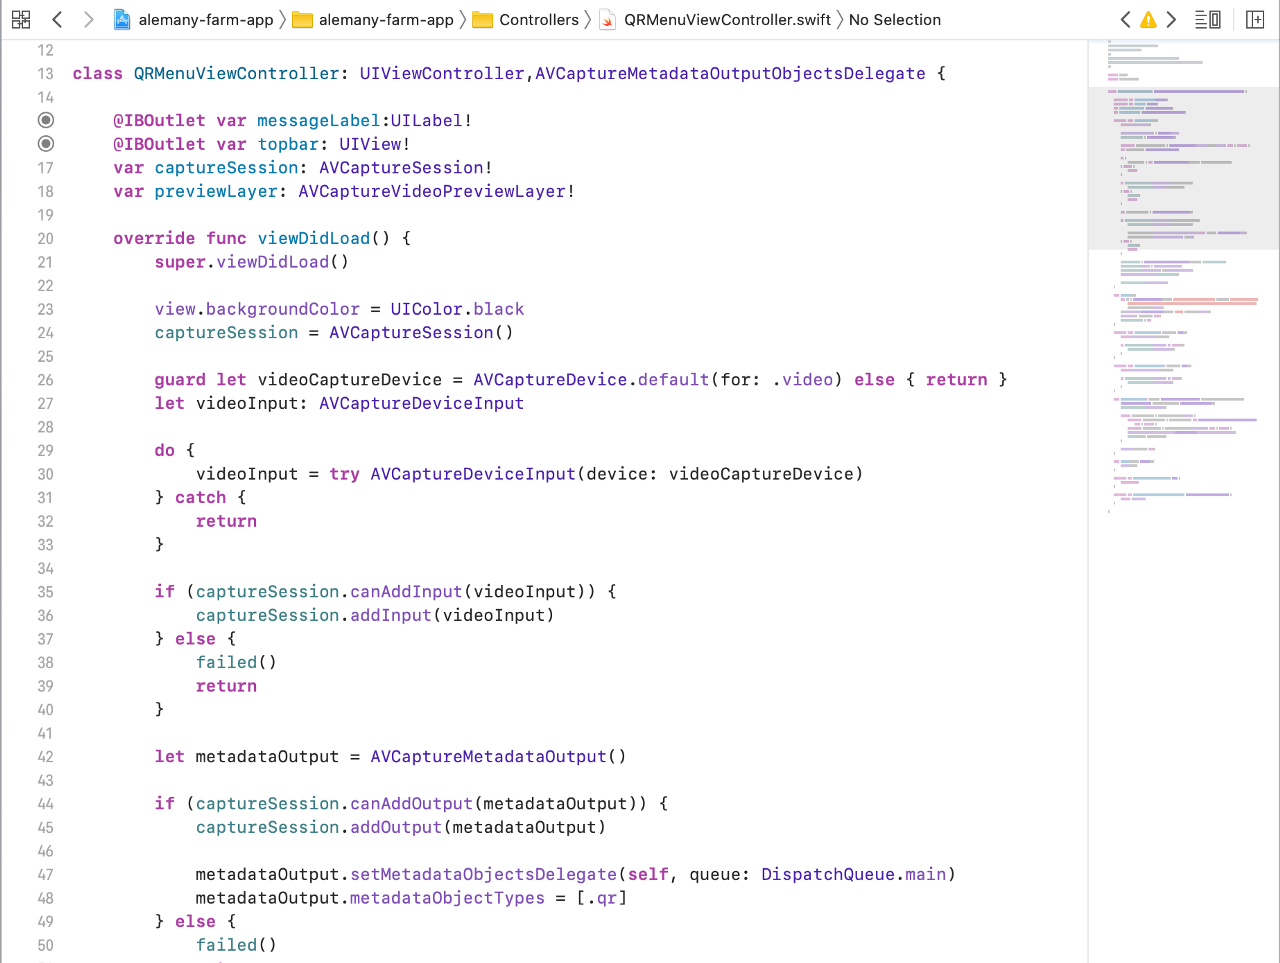 alemany-farm-app alemany-farm-app Controllers QRMenuViewController.swift No Selection
12
13 class QRMenuViewController: UIViewController,AVCaptureMetadataOutputObjectsDelegate {
14
@IBOutlet var messageLabel:UILabel!
@IBOutlet var topbar: UIView!
17 var captureSession: AVCaptureSession!
18 var previewLayer: AVCaptureVideoPreviewLayer!
19
20 override func viewDidLoad() {
21 super.viewDidLoad()
22
23 view.backgroundColor = UIColor.black
24 captureSession = AVCaptureSession()
25
26 guard let videoCaptureDevice = AVCaptureDevice.default(for: .video) else { return }
27 let videoInput: AVCaptureDeviceInput
28
29 do {
30 videoInput = try AVCaptureDeviceInput(device: videoCaptureDevice)
31 } catch {
32 return
33 }
34
35 if (captureSession.canAddInput(videoInput)) {
36 captureSession.addInput(videoInput)
37 } else {
38 failed()
39 return
40 }
41
42 let metadataOutput = AVCaptureMetadataOutput()
43
44 if (captureSession.canAddOutput(metadataOutput)) {
45 captureSession.addOutput(metadataOutput)
46
47 metadataOutput.setMetadataObjectsDelegate(self, queue: DispatchQueue.main)
48 metadataOutput.metadataObjectTypes = [.qr]
49 } else {
50 failed()